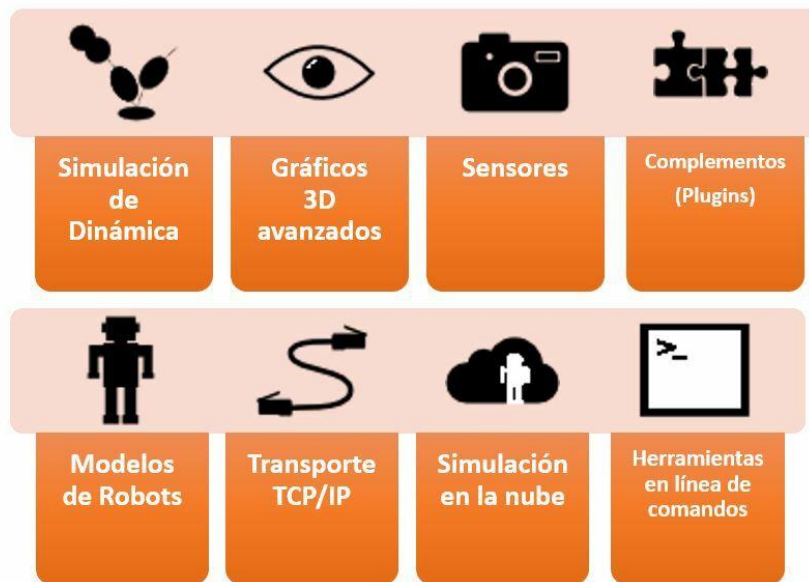 Simulación
de
Dinámica
Gráficos
3D
avanzados
Sensores
Complementos
(Plugins)
>_
Modelos
de Robots
Transporte
TCP/IP
Simulación
en la nube
Herramientas
en línea de
comandos